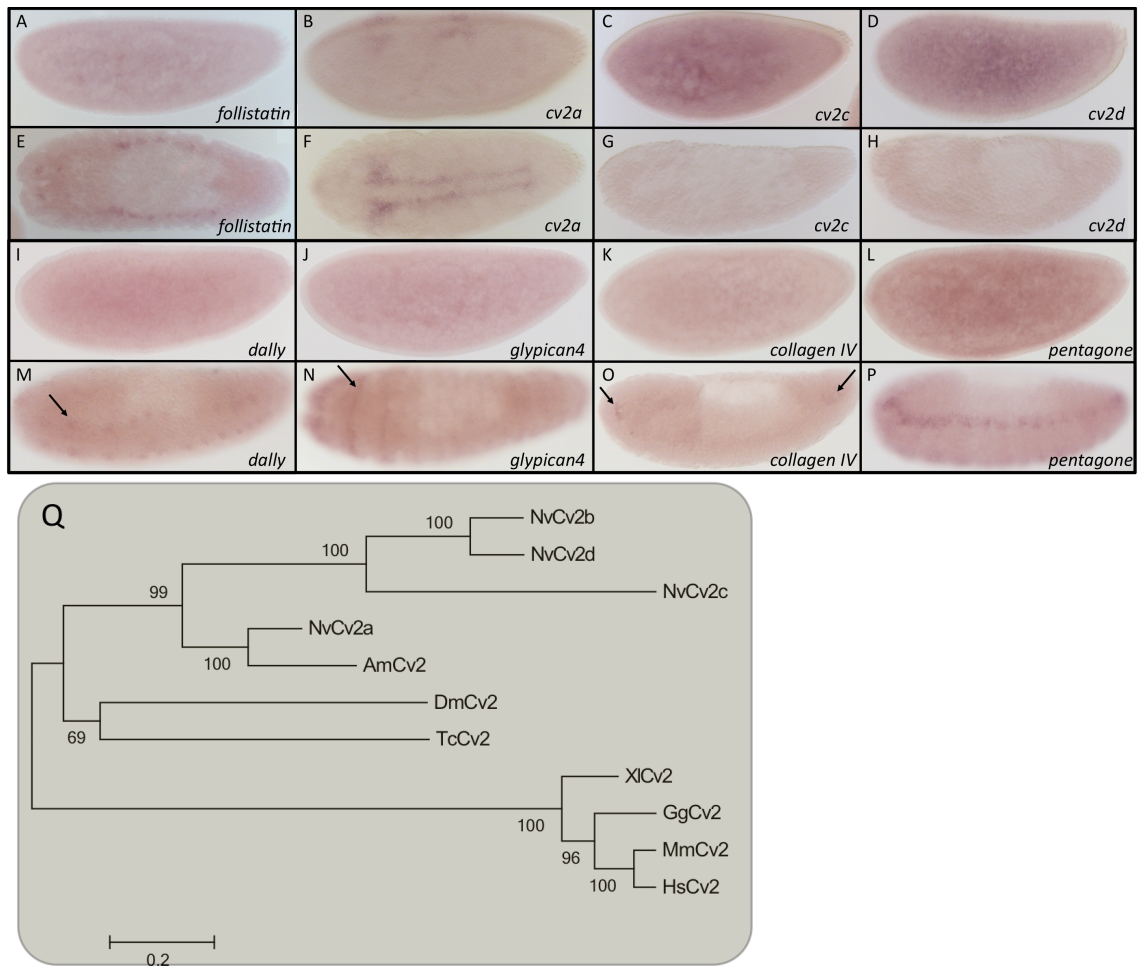 A
follistatin
B
cv2a
C
cv2c
D
cv2d
E
follistatin
F
cv2a
G
cv2c
H
cv2d
I
dally
J
glypican4
K
collagen IV
L
pentagone
M
dally
N
glypican4
O
collagen IV
P
pentagone
Q
100
NvCv2b
NvCv2d
100
NvCv2c
99
NvCv2a
100
AmCv2
DmCv2
69
TcCv2
XlCv2
100
GgCv2
96
MmCv2
100
HsCv2
0.2